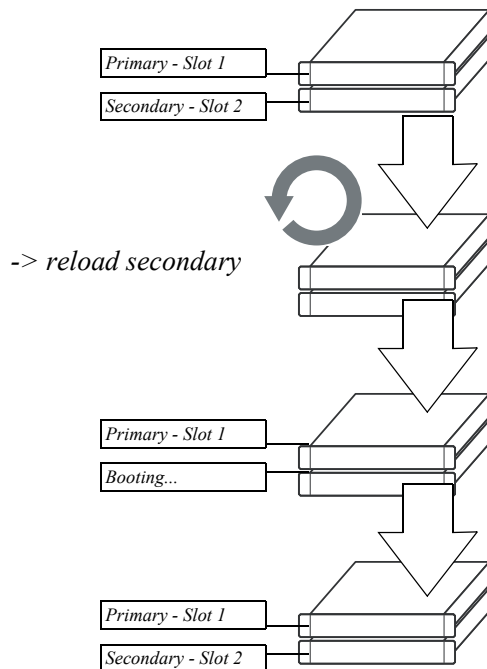 Primary - Slot 1
Secondary - Slot 2
-> reload secondary
Primary - Slot 1
Booting...
Primary - Slot 1
Secondary - Slot 2